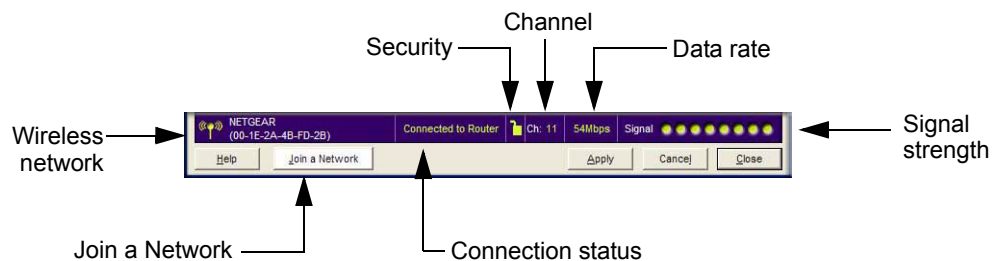 Channel
Security
Data rate
Wireless
network
NETGEAR
(00-1E-2A-4B-FD-2B)
Connected to Router
Ch: 11
54Mbps
Signal
Signal
strength
Help
Join a Network
Apply
Cancel
Close
Join a Network
Connection status